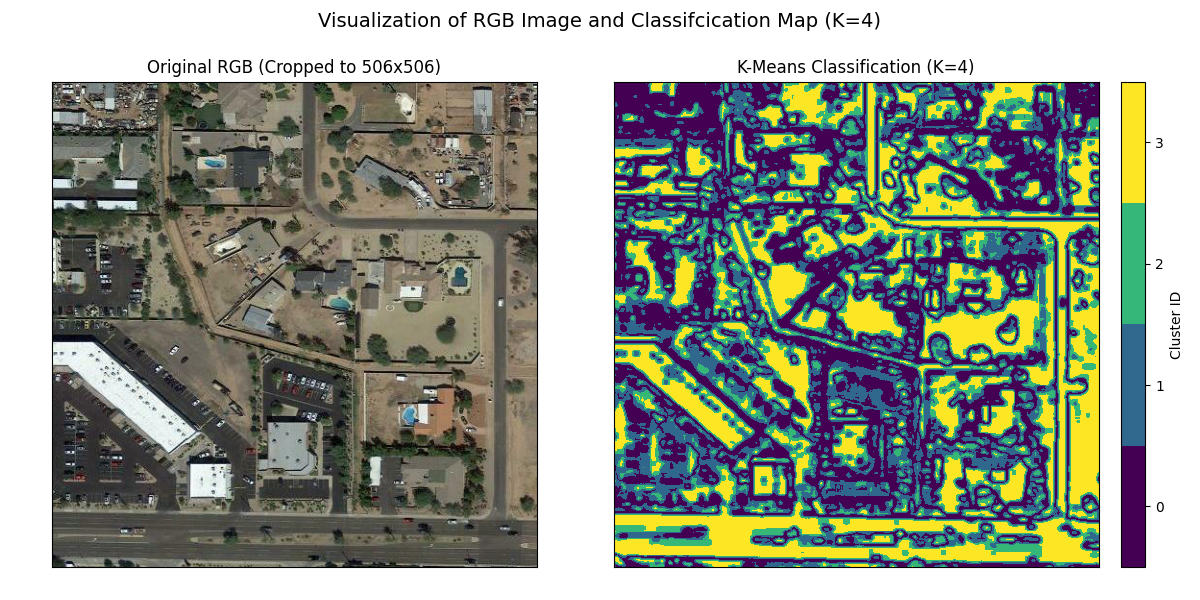 Visualization of RGB Image and Classifcication Map (K=4)
Original RGB (Cropped to 506x506)
K-Means Classification (K=4)
3
2
1
0
Cluster ID